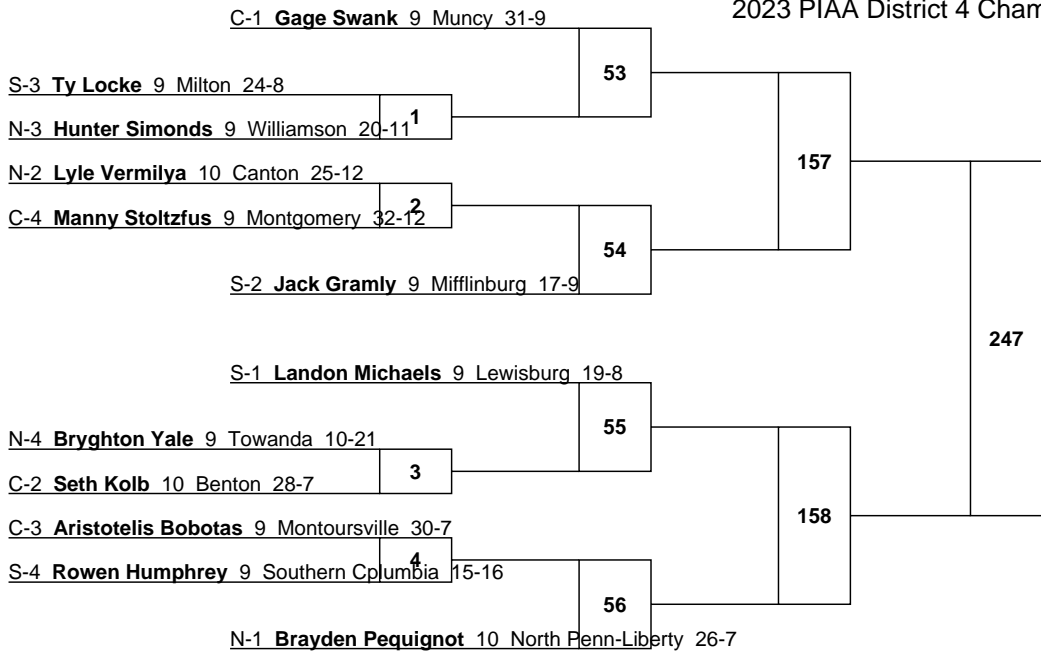 2023 PIAA District 4 Cham
C-1 Gage Swank 9 Muncy 31-9
53
S-3 Ty Locke 9 Milton 24-8
1
N-3 Hunter Simonds 9 Williamson 20-11
157
N-2 Lyle Vermilya 10 Canton 25-12
2
C-4 Manny Stoltzfus 9 Montgomery 32-12
54
S-2 Jack Gramly 9 Mifflinburg 17-9
247
S-1 Landon Michaels 9 Lewisburg 19-8
55
N-4 Bryghton Yale 9 Towanda 10-21
3
C-2 Seth Kolb 10 Benton 28-7
158
C-3 Aristotelis Bobotas 9 Montoursville 30-7
4
S-4 Rowen Humphrey 9 Southern Cplumbia 15-16
56
N-1 Brayden Pequignot 10 North Penn-Liberty 26-7